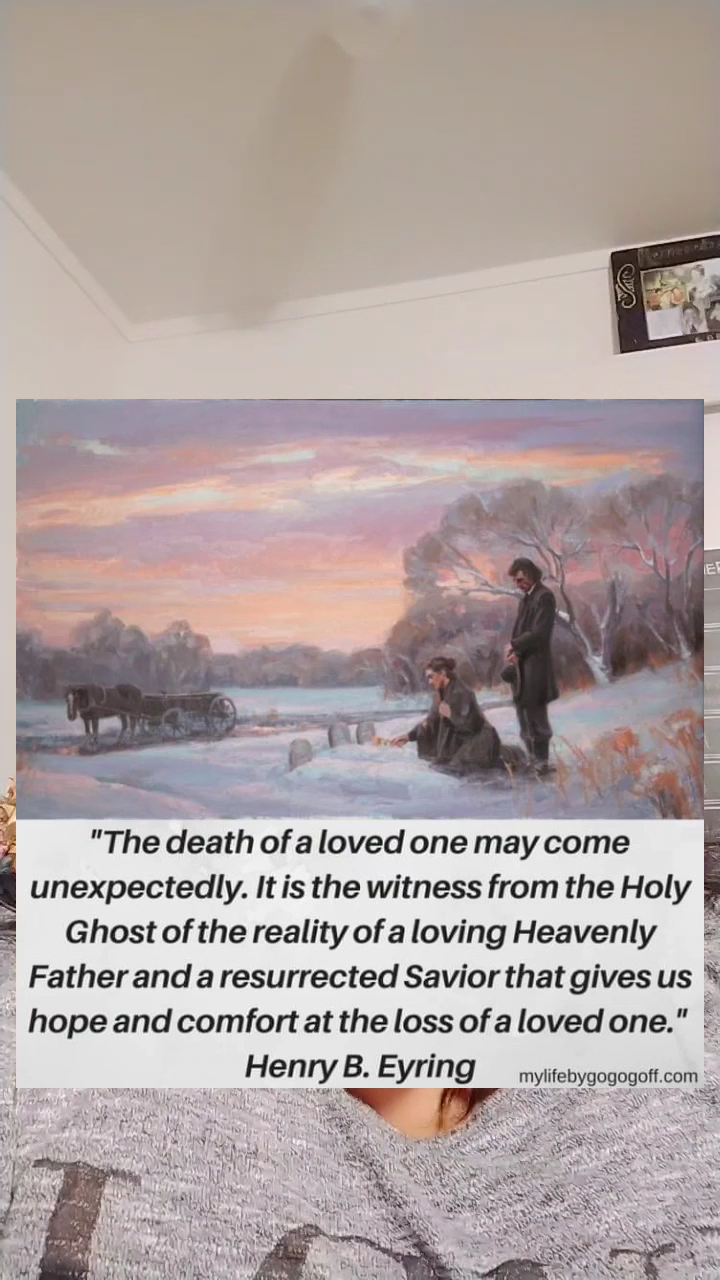 "The death of a loved one may come
unexpectedly. It is the witness from the Holy
Ghost of the reality of a loving Heavenly
Father and a resurrected Savior that gives us
hope and comfort at the loss of a loved one."
Henry B. Eyring
mylifebygogogoff.com